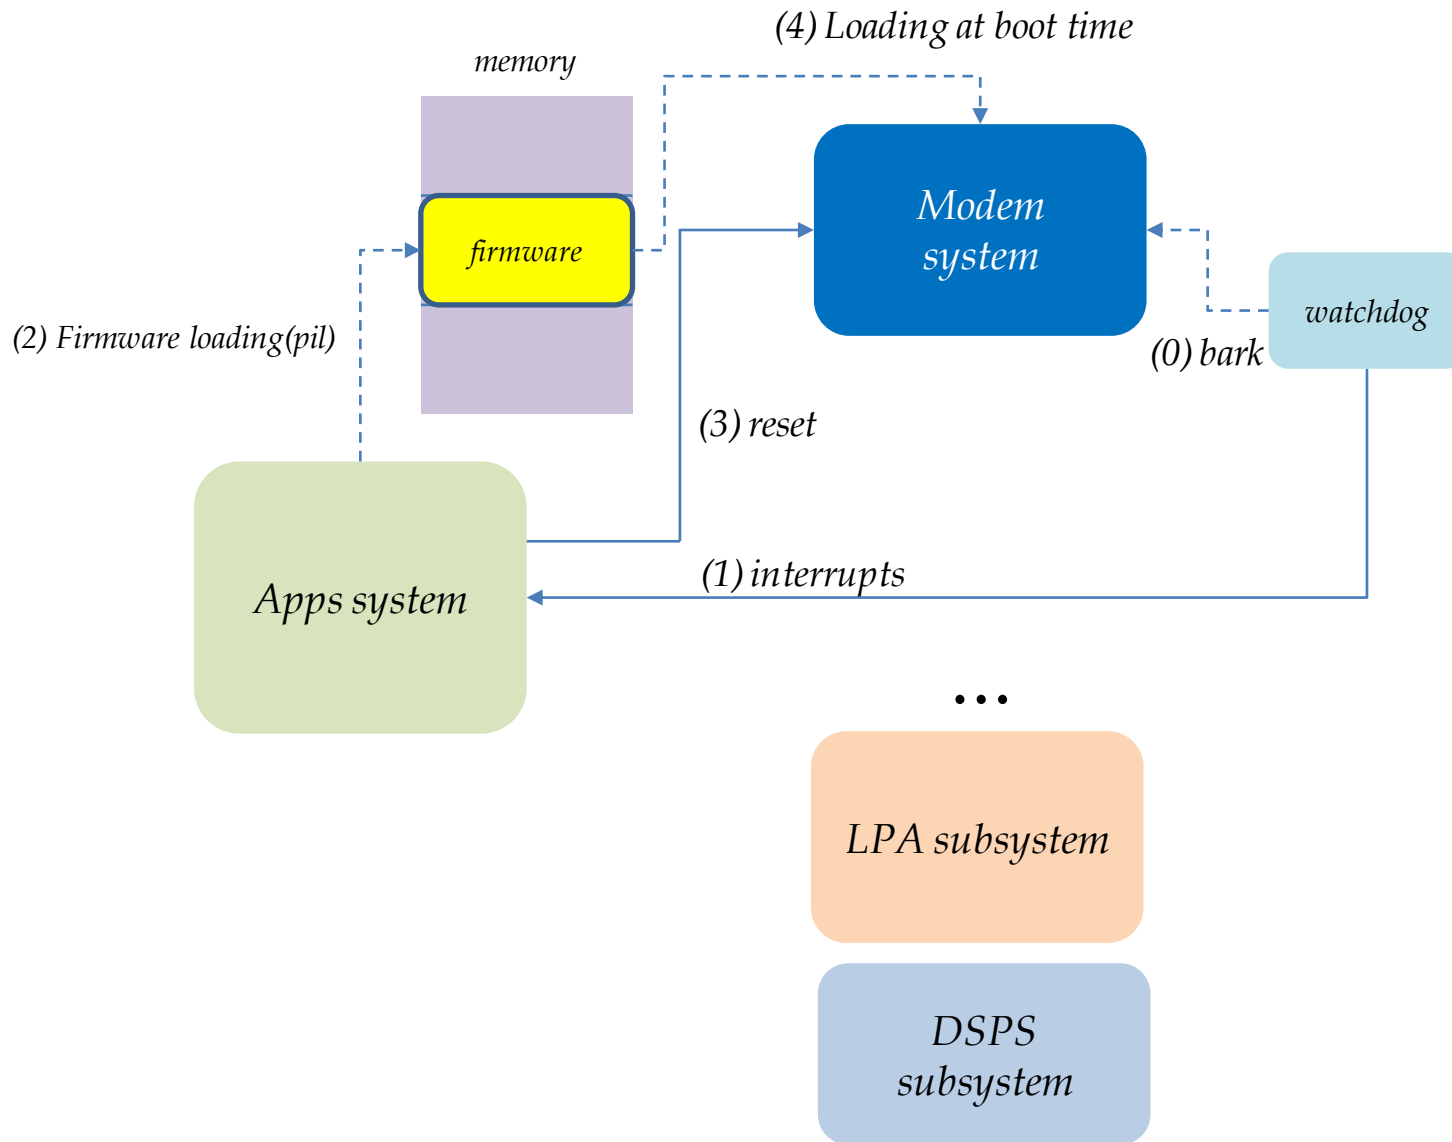 (4) Loading at boot time
memory
Modem
system
firmware
watchdog
(2) Firmware loading(pil)
(0) bark
(3) reset
(1) interrupts
Apps system
...
LPA subsystem
DSPS
subsystem